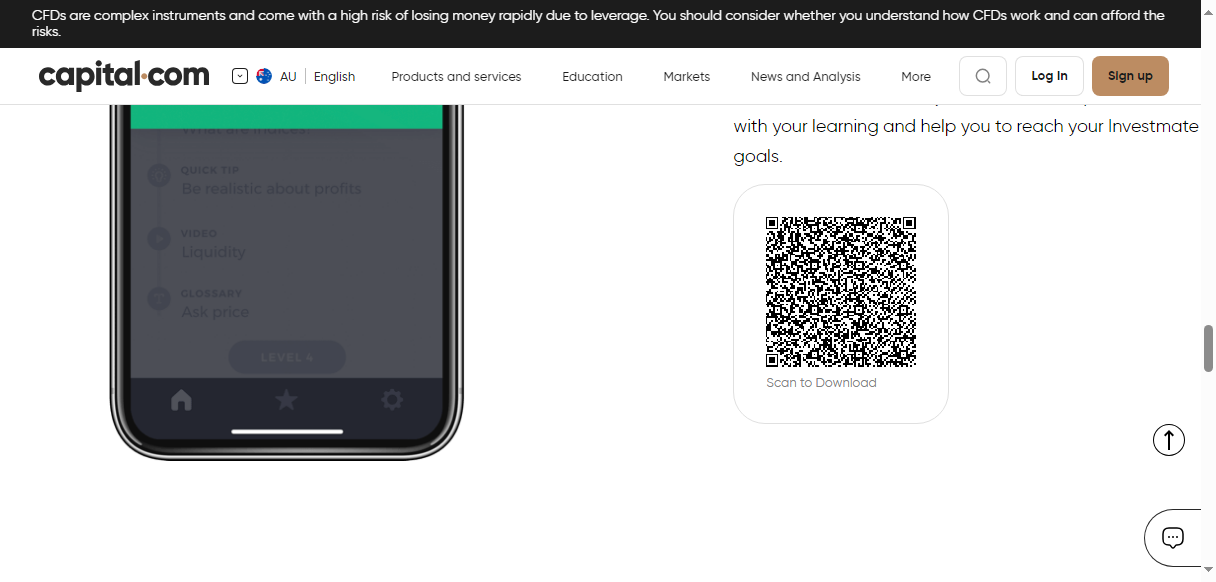 CFDs are complex instruments and come with a high risk of losing money rapidly due to leverage. You should consider whether you understand how CFDs work and can afford the
risks.
capital.com
AU
English
Products and services
Education
Markets
News and Analysis
More
Log In
Sign up
What are indices?
QUICK TIP
Be realistic about profits
VIDEO
Liquidity
GLOSSARY
Ask price
LEVEL 4
with your learning and help you to reach your Investmate
goals.
Scan to Download